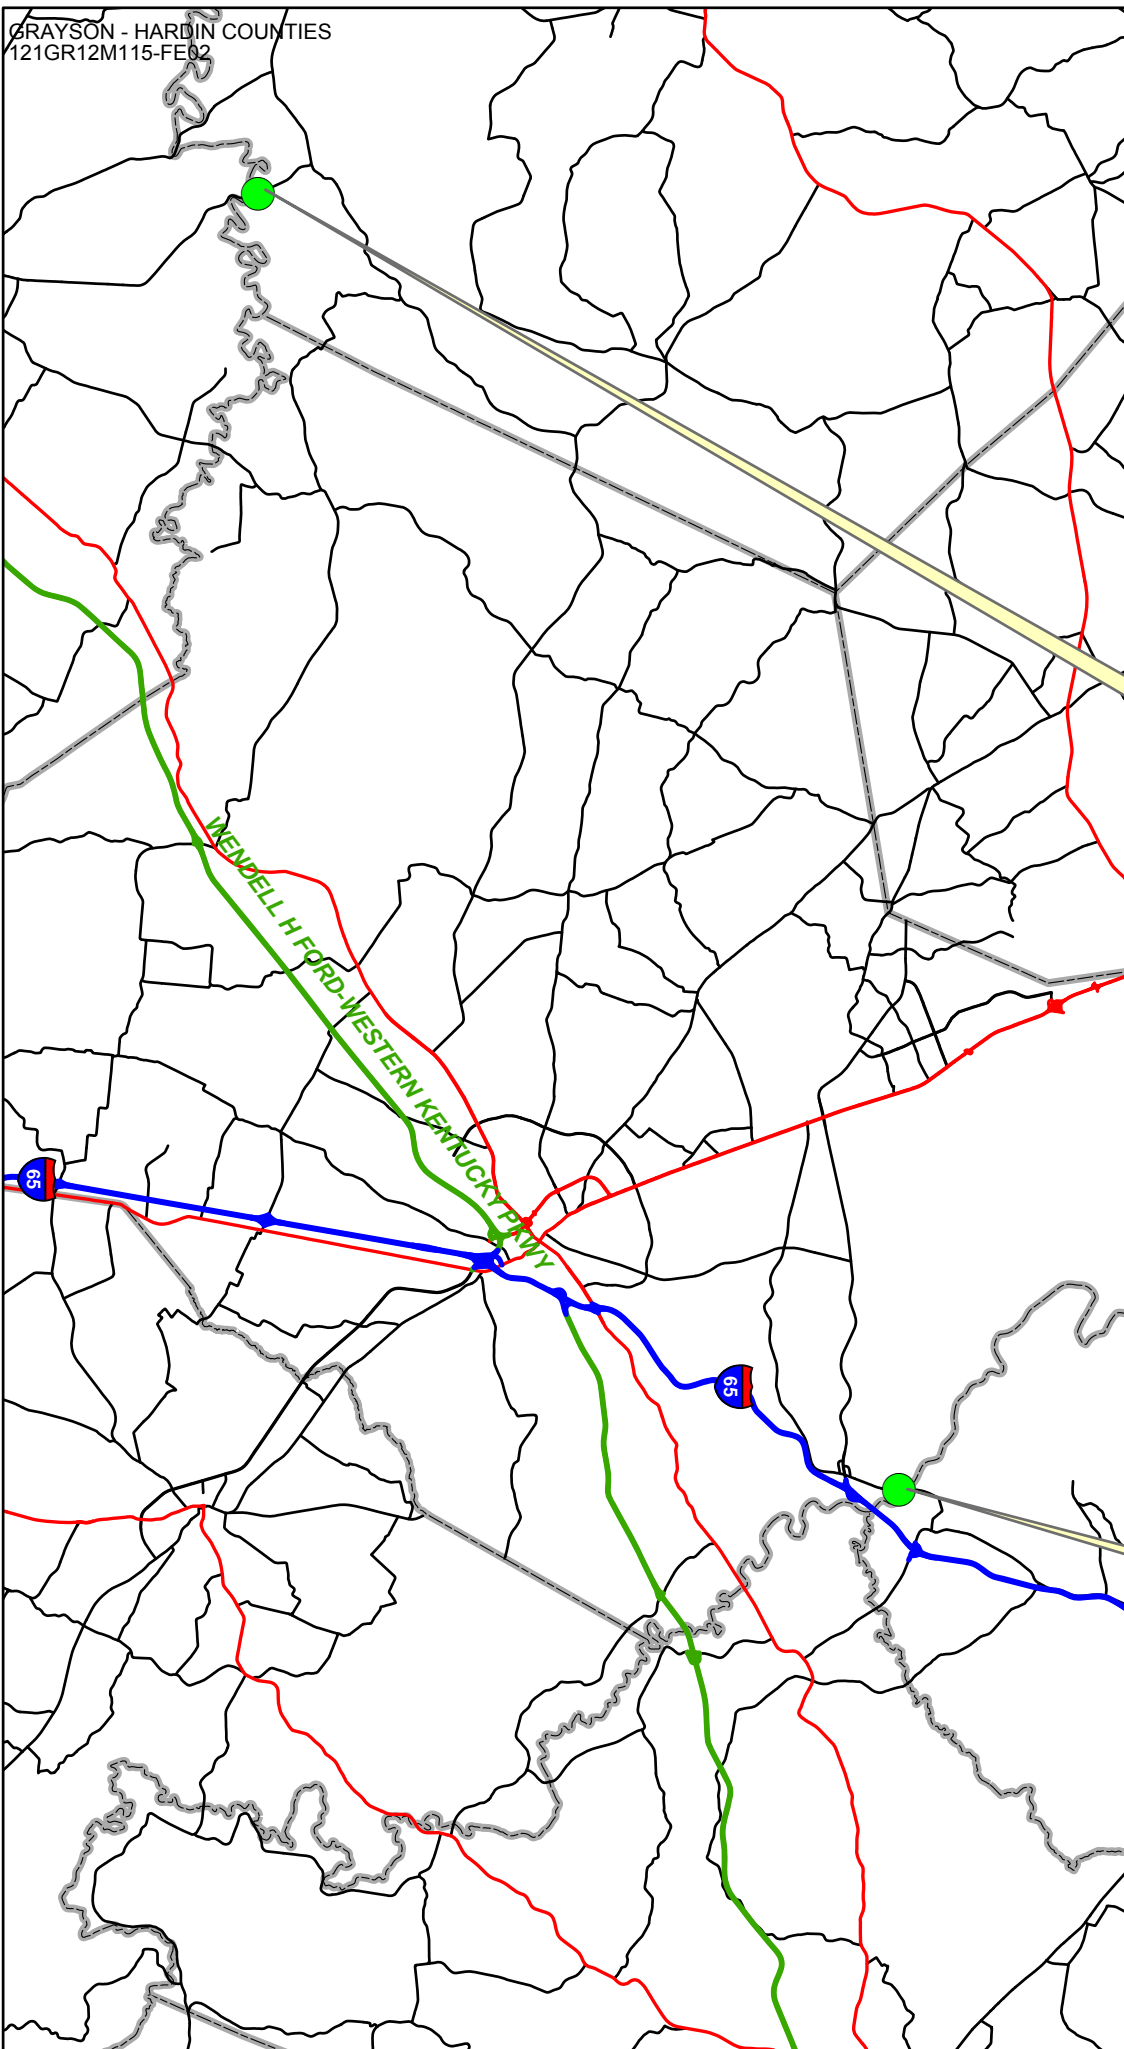 GRAYSON - HARDIN COUNTIES
121GR12M115-FE02
WENDELL H FORD-WESTERN KENTUCKY PKWY
65
65